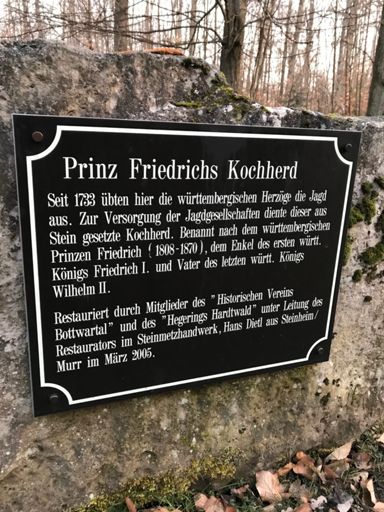 Prinz Friedrichs Kochherd
Seit 1733 übten hier die württembergischen Herzöge die Jagd
aus. Zur Versorgung der Jagdgesellschaften diente dieser aus
Stein gesetzte Kochherd. Benannt nach dem württembergischen
Prinzen Friedrich (1808-1870), dem Enkel des ersten württ.
Königs Friedrich I. und Vater des letzten württ. Königs
Wilhelm II.
Restauriert durch Mitglieder des "Historischen Vereins
Bottwartal" und des "Hegerings Hardtwald" unter Leitung des
Restaurators im Steinmetzhandwerk, Hans Dietl aus Steinheim/
Murr im März 2005.